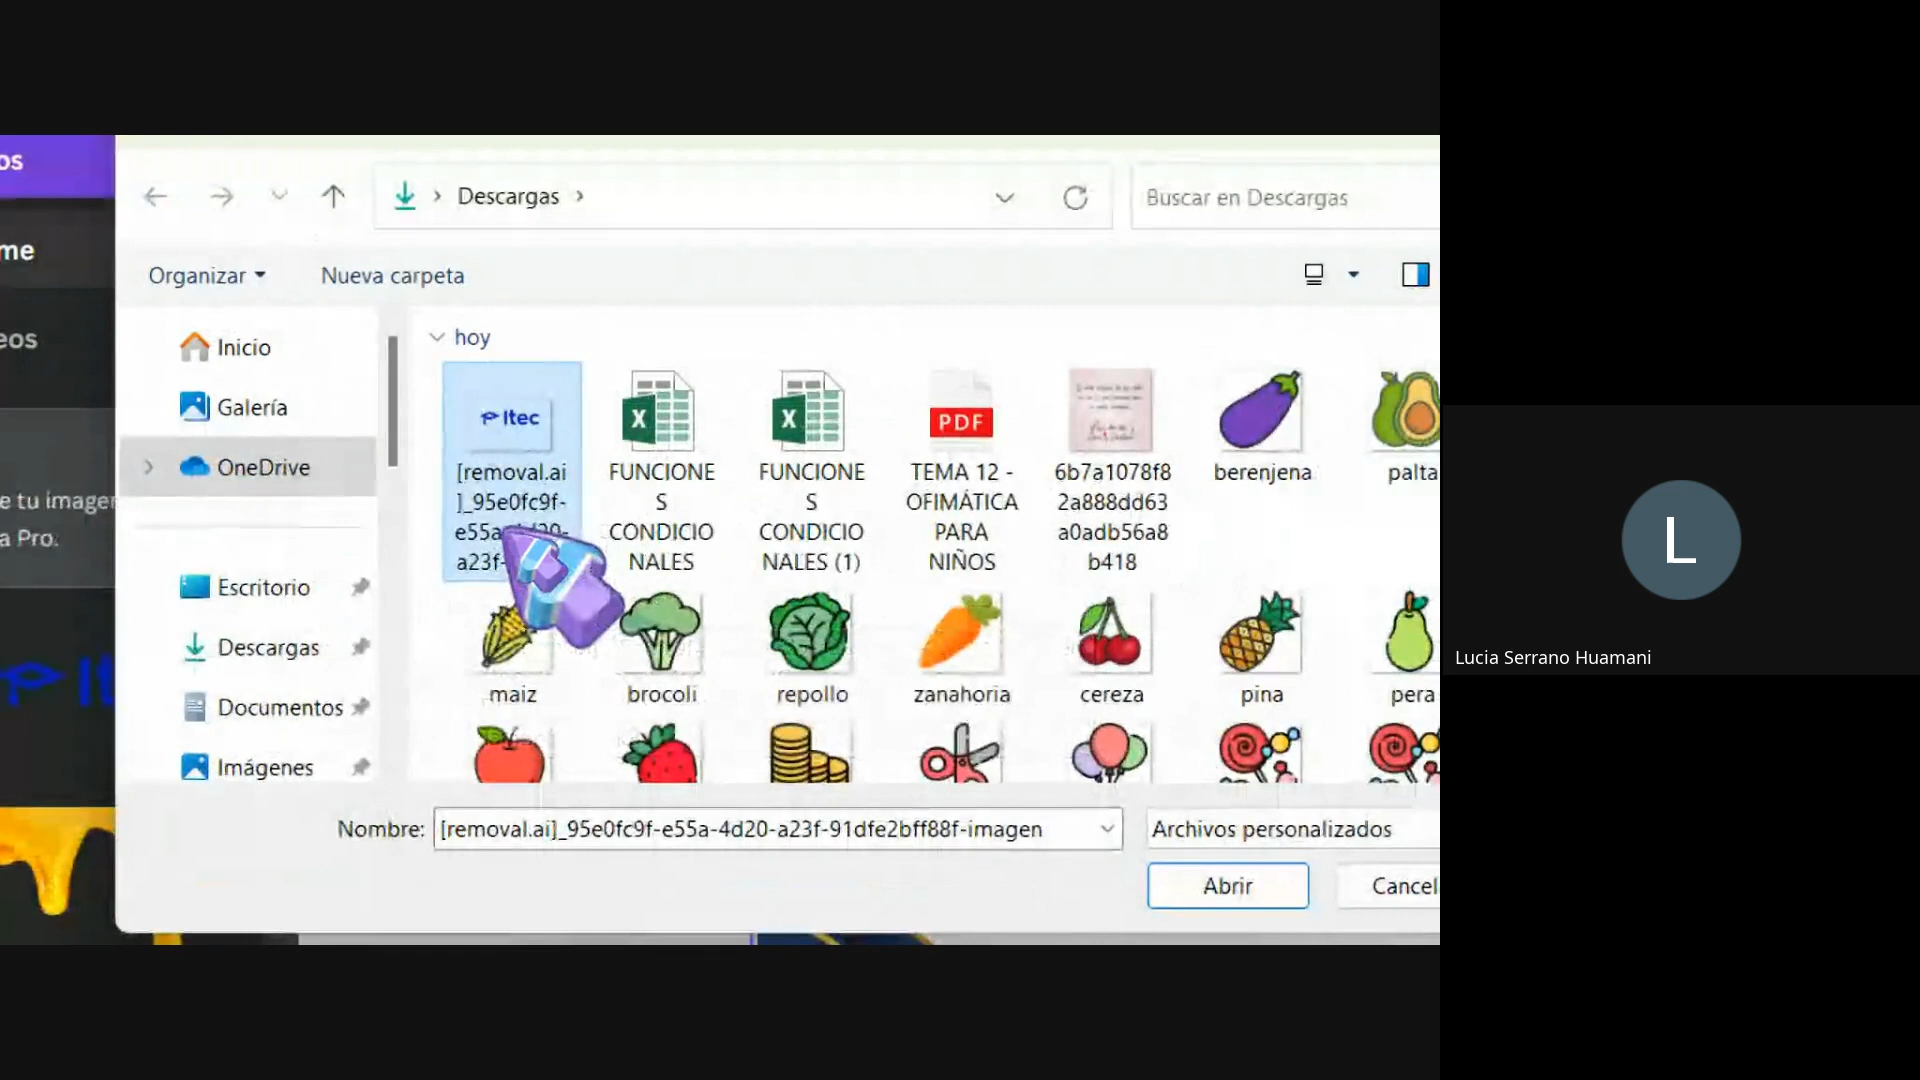 os
me
eos
e tu imagen
a Pro.
It
Descargas
Buscar en Descargas
Organizar
Nueva carpeta
Inicio
Galería
OneDrive
Escritorio
Descargas
Documentos
Imágenes
hoy
Itec
[removal.ai
]_95e0fc9f-
a23f-
X
FUNCIONE
S
CONDICIO
NALES
X
FUNCIONE
S
CONDICIO
NALES (1)
PDF
TEMA 12 -
OFIMÁTICA
PARA
NIÑOS
6b7a1078f8
2a888dd63
a0adb56a8
b418
berenjena
palta
maiz
brocoli
repollo
zanahoria
cereza
pina
pera
Nombre:
[removal.ai]_95e0fc9f-e55a-4d20-a23f-91dfe2bff88f-imagen
Archivos personalizados
Abrir
Cancel
L
Lucia Serrano Huamani